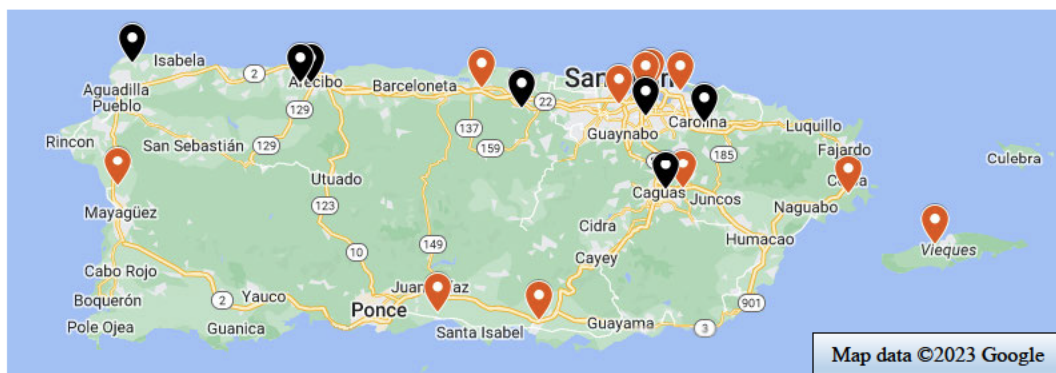 Isabela
2
Aguadilla
Pueblo
129
Arecibo
Barceloneta
22
Carolina
Guaynabo
Luquillo
Rincon
San Sebastián
129
137
159
185
Fajardo
Culebra
Utuado
Caguas
Juncos
Mayagüez
123
Cidra
Naguabo
149
Humacao
Vieques
10
Cayey
Cabo Rojo
Boquerón
2
Yauco
Ponce
901
Pole Ojea
Guanica
Santa Isabel
Guayama
3
Map data ©2023 Google